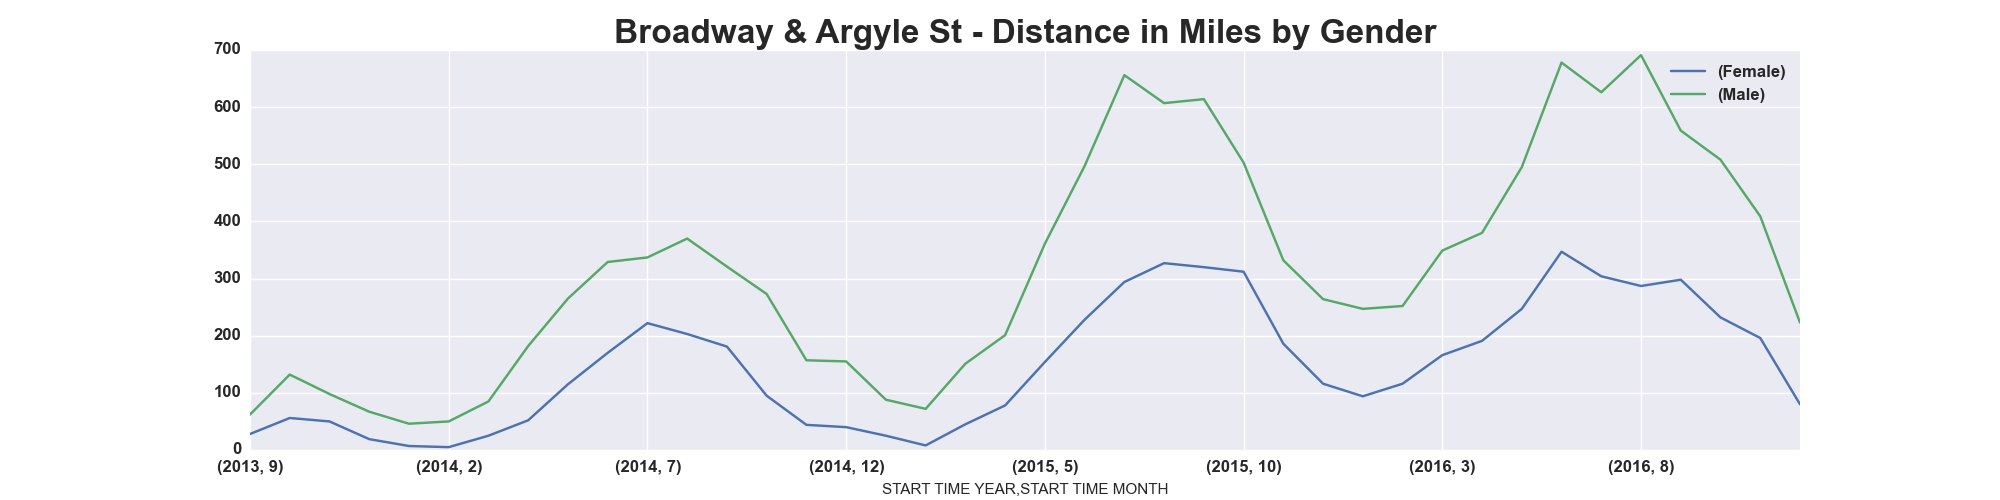 Broadway & Argyle St - Distance in Miles by Gender
700
600
500
400
300
200
100
0
(Female)
(Male)
(2013, 9) (2014, 2) (2014, 7) (2014, 12) (2015, 5) (2015, 10) (2016, 3) (2016, 8)
START TIME YEAR,START TIME MONTH